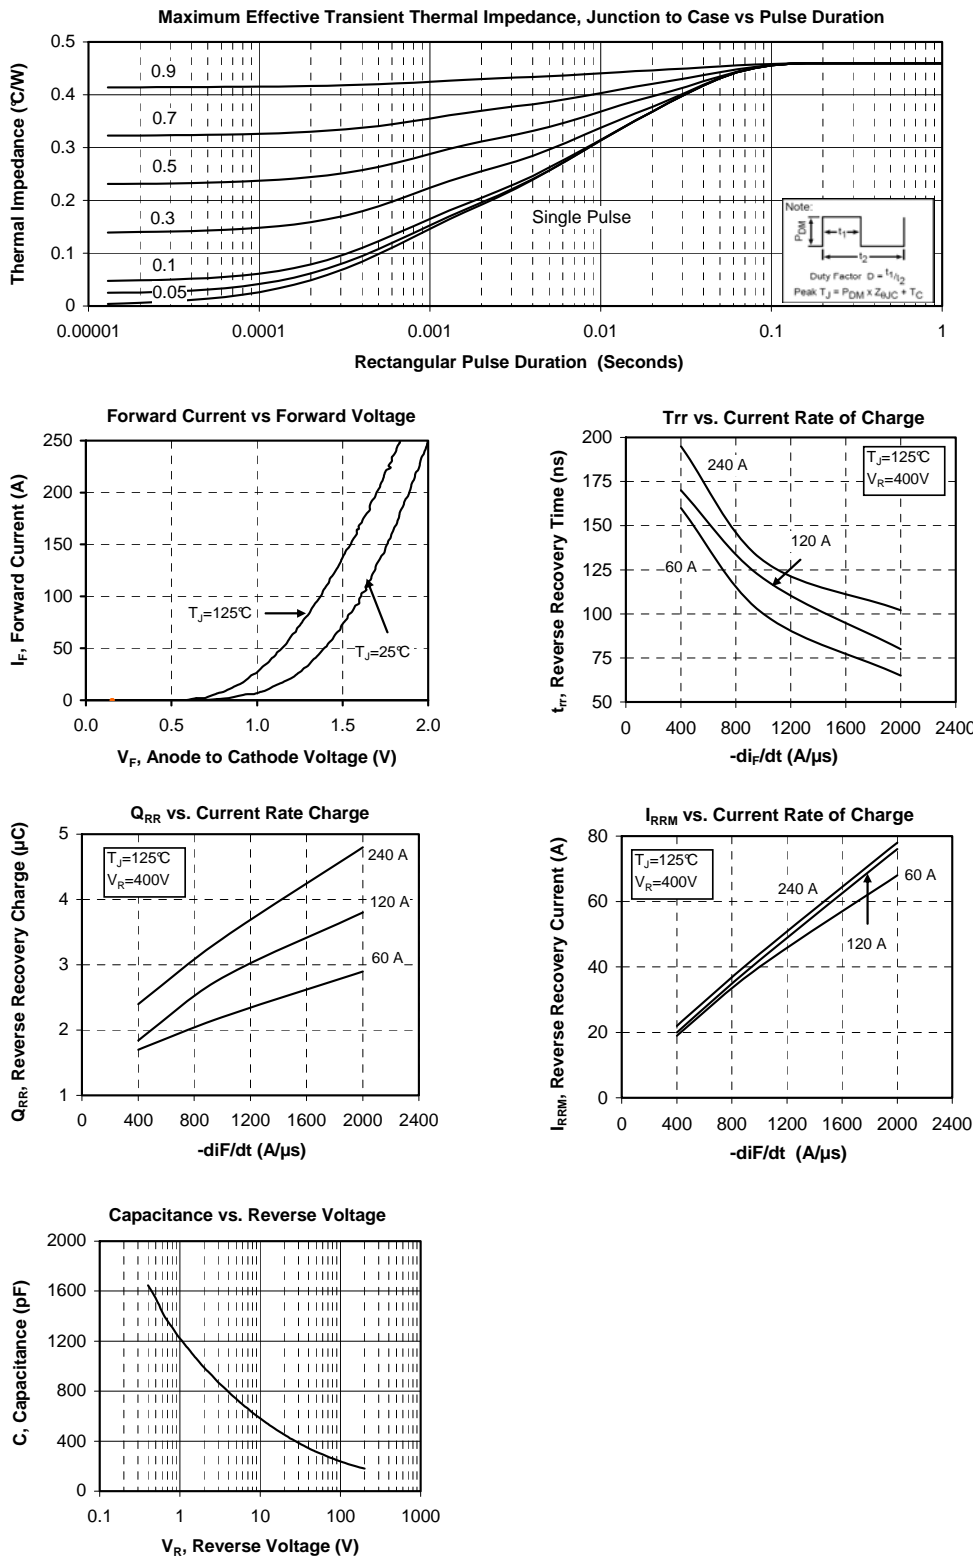 Maximum Effective Transient Thermal Impedance, Junction to Case vs Pulse Duration
Thermal Impedance (℃/W)
0.5
0.4
0.3
0.2
0.1
0
0.9
0.7
0.5
0.3
0.1
0.05
Single Pulse
Note:
PDM
t1
t2
Duty Factor D = t1/t2
Peak TJ = PDM x ZθJC + TC
0.00001 0.0001 0.001 0.01 0.1 1
Rectangular Pulse Duration (Seconds)
Forward Current vs Forward Voltage
IF, Forward Current (A)
250
200
150
100
50
0
TJ=125℃
TJ=25℃
0.0 0.5 1.0 1.5 2.0
VF, Anode to Cathode Voltage (V)
Trr vs. Current Rate of Charge
trr, Reverse Recovery Time (ns)
200
175
150
125
100
75
50
TJ=125℃
VR=400V
240 A
120 A
60 A
0 400 800 1200 1600 2000 2400
-diF/dt (A/µs)
QRR vs. Current Rate Charge
QRR, Reverse Recovery Charge (µC)
5
4
3
2
1
TJ=125℃
VR=400V
240 A
120 A
60 A
0 400 800 1200 1600 2000 2400
-diF/dt (A/µs)
IRRM vs. Current Rate of Charge
IRRM, Reverse Recovery Current (A)
80
60
40
20
0
TJ=125℃
VR=400V
240 A
60 A
120 A
0 400 800 1200 1600 2000 2400
-diF/dt (A/µs)
Capacitance vs. Reverse Voltage
C, Capacitance (pF)
2000
1600
1200
800
400
0
0.1 1 10 100 1000
VR, Reverse Voltage (V)